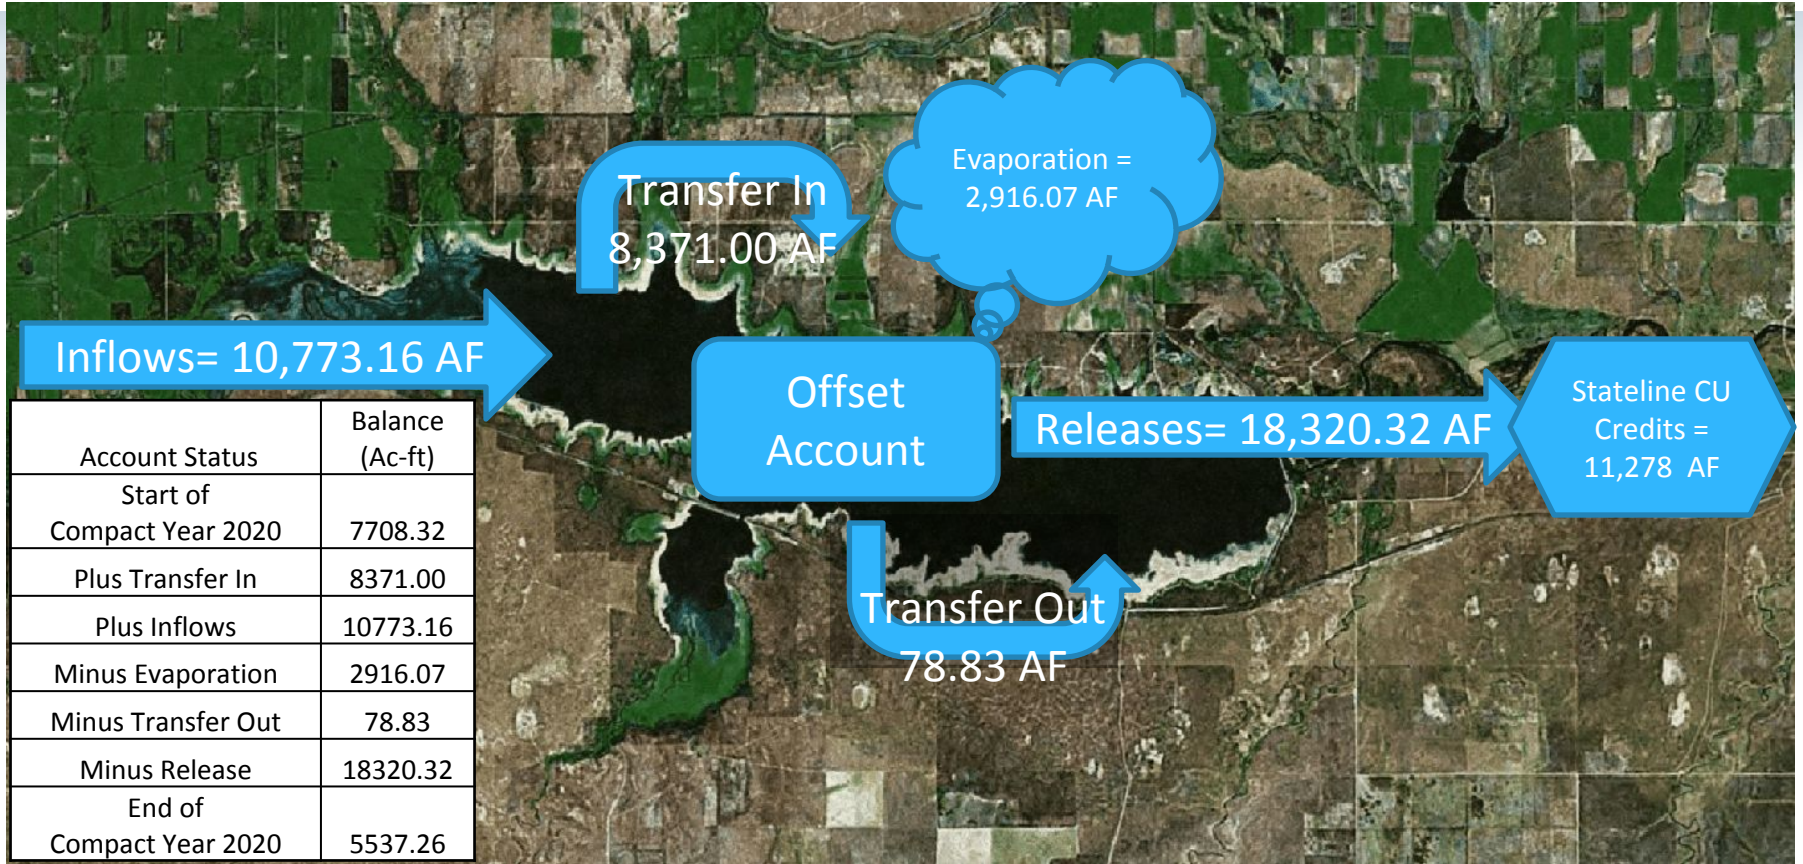 Evaporation =
2,916.07 AF
Transfer In
8,371.00 AF
Inflows= 10,773.16 AF
Offset
Account
Releases= 18,320.32 AF
Stateline CU
Credits =
11,278 AF
Transfer Out
78.83 AF
Account Status Balance (Ac-ft)
Start of
Compact Year 2020 7708.32
Plus Transfer In 8371.00
Plus Inflows 10773.16
Minus Evaporation 2916.07
Minus Transfer Out 78.83
Minus Release 18320.32
End of
Compact Year 2020 5537.26